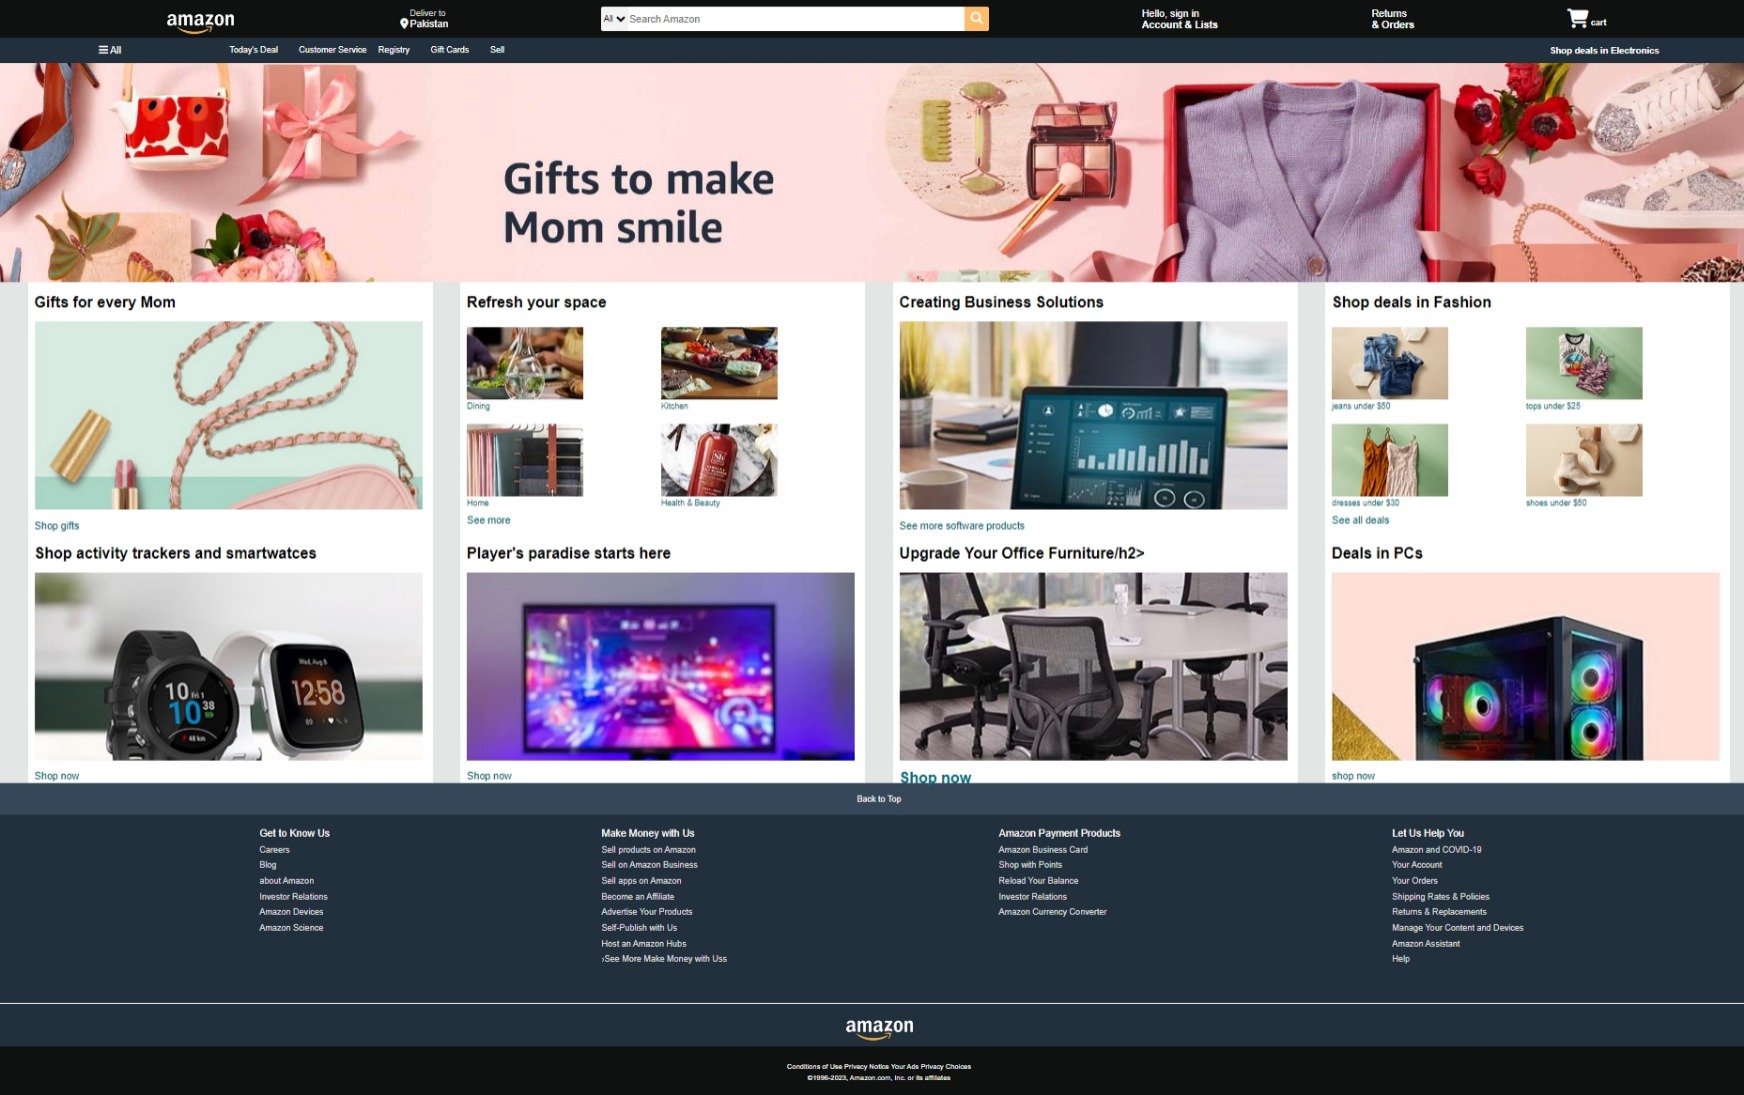 amazon
Deliver to
Pakistan
All
Search Amazon
Hello, sign in
Account & Lists
Returns
& Orders
cart
All
Today's Deal
Customer Service
Registry
Gift Cards
Sell
Shop deals in Electronics
Gifts to make
Mom smile
Gifts for every Mom
Shop gifts
Refresh your space
Dining
Kitchen
Home
Health & Beauty
See more
Creating Business Solutions
See more software products
Shop deals in Fashion
jeans under $50
tops under $25
dresses under $30
shoes under $50
See all deals
Shop activity trackers and smartwatces
10 Fri 1
10 38
48 km
Wed, Aug 8
12:58
89
Shop now
Player's paradise starts here
Shop now
Upgrade Your Office Furniture/h2>
Shop now
Deals in PCs
shop now
Back to Top
Get to Know Us
Careers
Blog
about Amazon
Investor Relations
Amazon Devices
Amazon Science
Make Money with Us
Sell products on Amazon
Sell on Amazon Business
Sell apps on Amazon
Become an Affiliate
Advertise Your Products
Self-Publish with Us
Host an Amazon Hubs
›See More Make Money with Uss
Amazon Payment Products
Amazon Business Card
Shop with Points
Reload Your Balance
Investor Relations
Amazon Currency Converter
Let Us Help You
Amazon and COVID-19
Your Account
Your Orders
Shipping Rates & Policies
Returns & Replacements
Manage Your Content and Devices
Amazon Assistant
Help
amazon
Conditions of Use Privacy Notice Your Ads Privacy Choices
©1996-2023, Amazon.com, Inc. or its affiliates